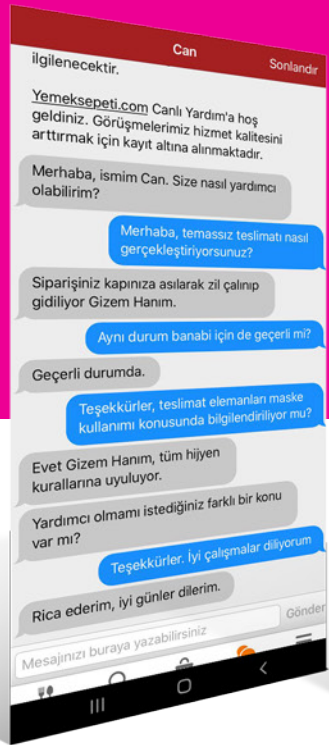 Can
Sonlandır
ilgilenecektir.
Yemeksepeti.com Canlı Yardım'a hoş
geldiniz. Görüşmelerimiz hizmet kalitesini
arttırmak için kayıt altına alınmaktadır.
Merhaba, ismim Can. Size nasıl yardımcı
olabilirim?
Merhaba, temassız teslimatı nasıl
gerçekleştiriyorsunuz?
Siparişiniz kapınıza asılarak zil çalınıp
gidiliyor Gizem Hanım.
Aynı durum banabi için de geçerli mi?
Geçerli durumda.
Teşekkürler, teslimat elemanları maske
kullanımı konusunda bilgilendiriliyor mu?
Evet Gizem Hanım, tüm hijyen
kurallarına uyuluyor.
Yardımcı olmamı istediğiniz farklı bir konu
var mı?
Teşekkürler. İyi çalışmalar diliyorum
Rica ederim, iyi günler dilerim.
Mesajınızı buraya yazabilirsiniz
Gönder